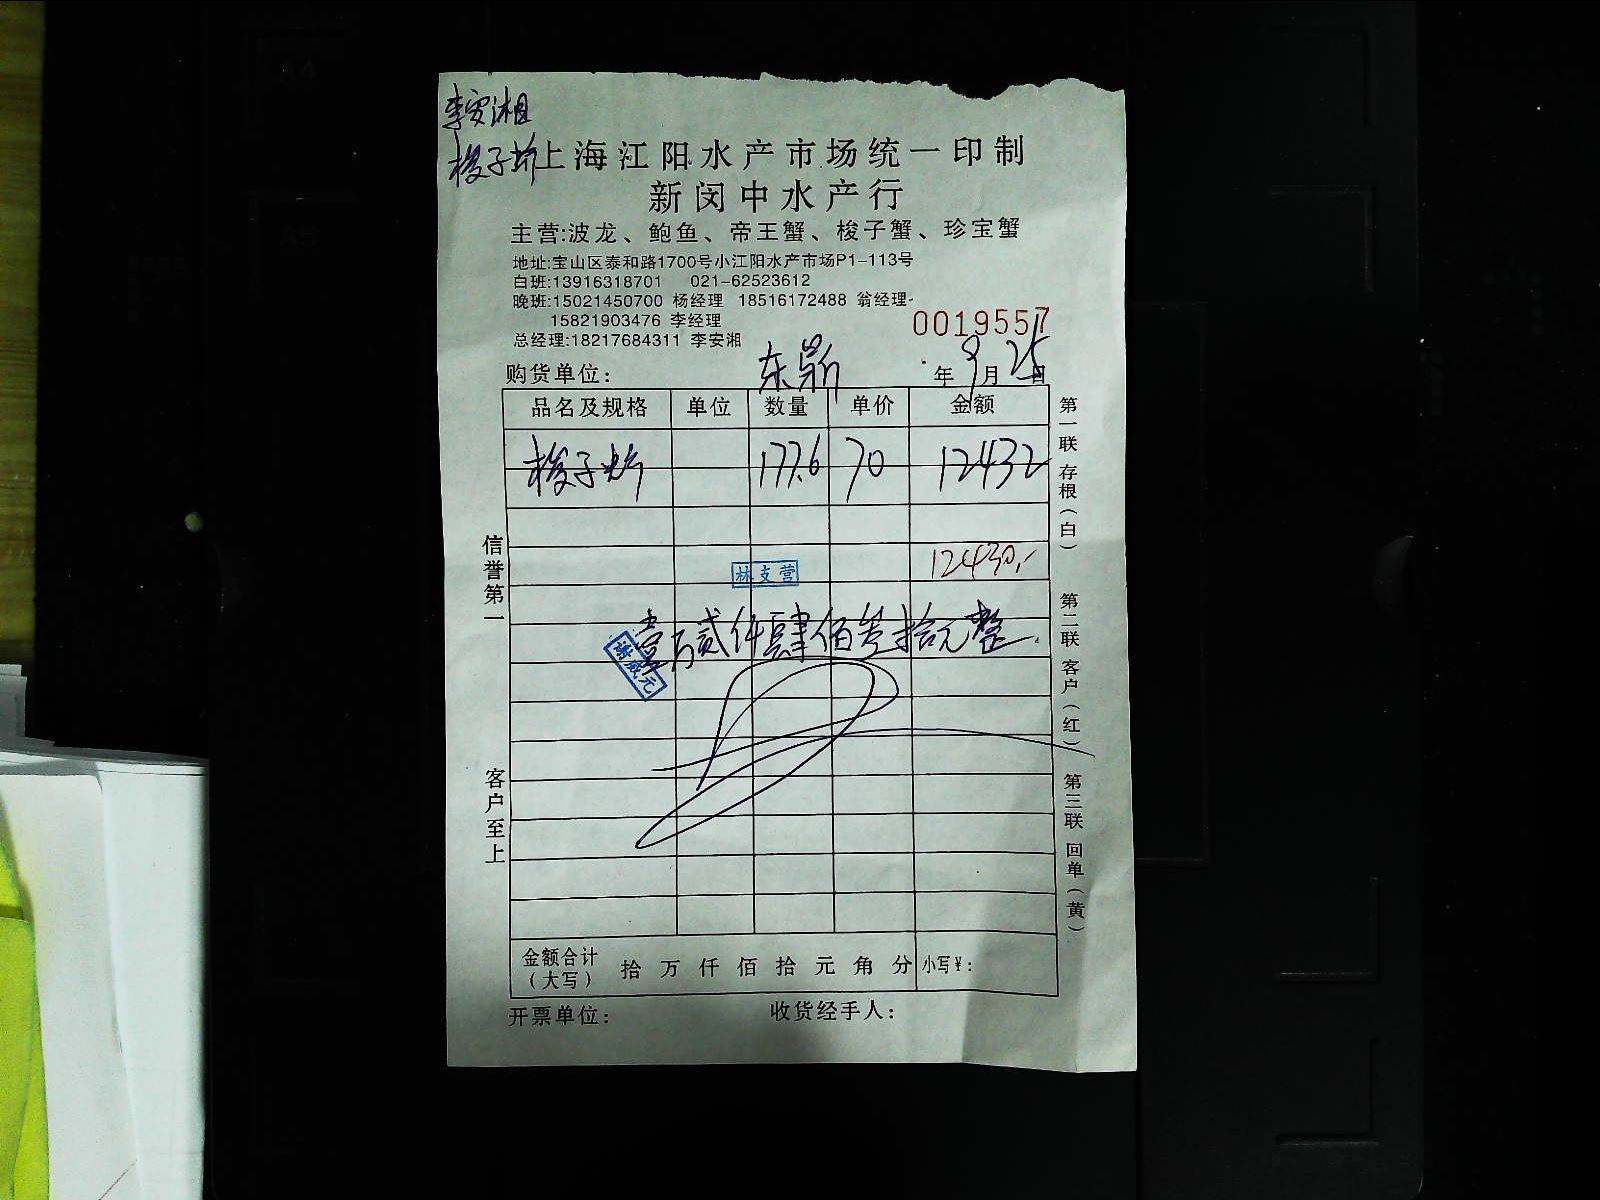 李安湘
梭子蚧
上海江阳水产市场统一印制
新闵中水产行
主营:波龙、鲍鱼、帝王蟹、梭子蟹、珍宝蟹
地址:宝山区泰和路1700号小江阳水产市场P1-113号
白班:13916318701 021-62523612
晚班:15021450700 杨经理 18516172488 翁经理
15821903476 李经理
总经理:18217684311 李安湘
0019557
购货单位: 东
年 9 月 25 日
品名及规格 单位 数量 单价 金额
梭子 177.6 70 12432
12430.-
林支营
壹万贰仟肆佰叁拾元整
谢成元
金额合计(大写) 拾 万 仟 佰 拾 元 角 分 小写¥:
开票单位: 收货经手人:
信誉第一
客户至上
第一联 存根(白)
第二联 客户(红)
第三联 回单(黄)